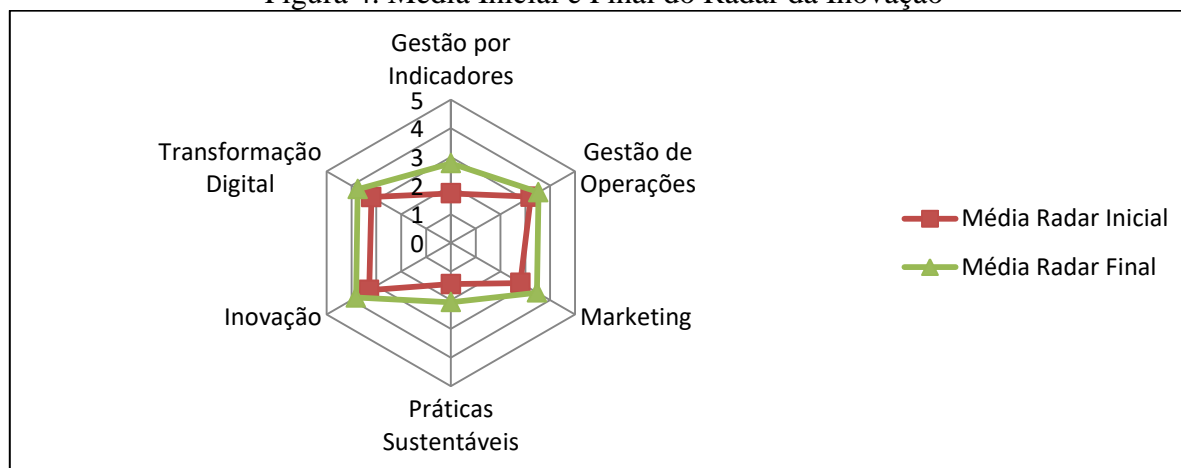 Figura 4: Média Inicial e Final do Radar da Inovação
Gestão por
Indicadores
5
4
3
2
1
0
Transformação
Digital
Gestão de
Operações
Média Radar Inicial
Média Radar Final
Inovação
Marketing
Práticas
Sustentáveis